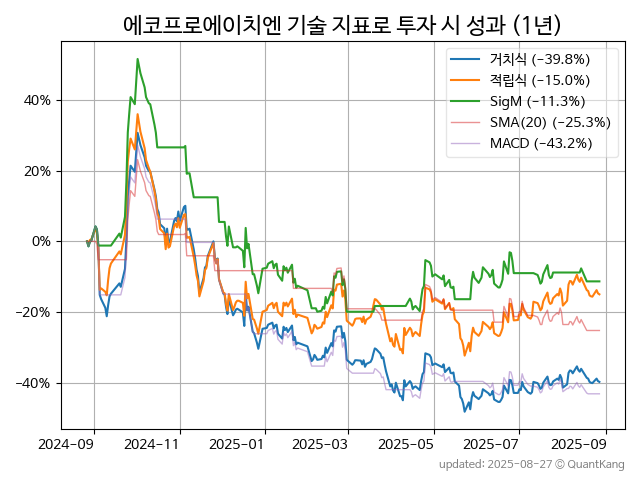 에코프로에이치엔 기술 지표로 투자 시 성과 (1년)
거치식 (−39.8%)
적립식 (−15.0%)
SigM (−11.3%)
SMA(20) (−25.3%)
MACD (−43.2%)
40%
20%
0%
−20%
−40%
2024-09 2024-11 2025-01 2025-03 2025-05 2025-07 2025-09
updated: 2025-08-27 © QuantKang